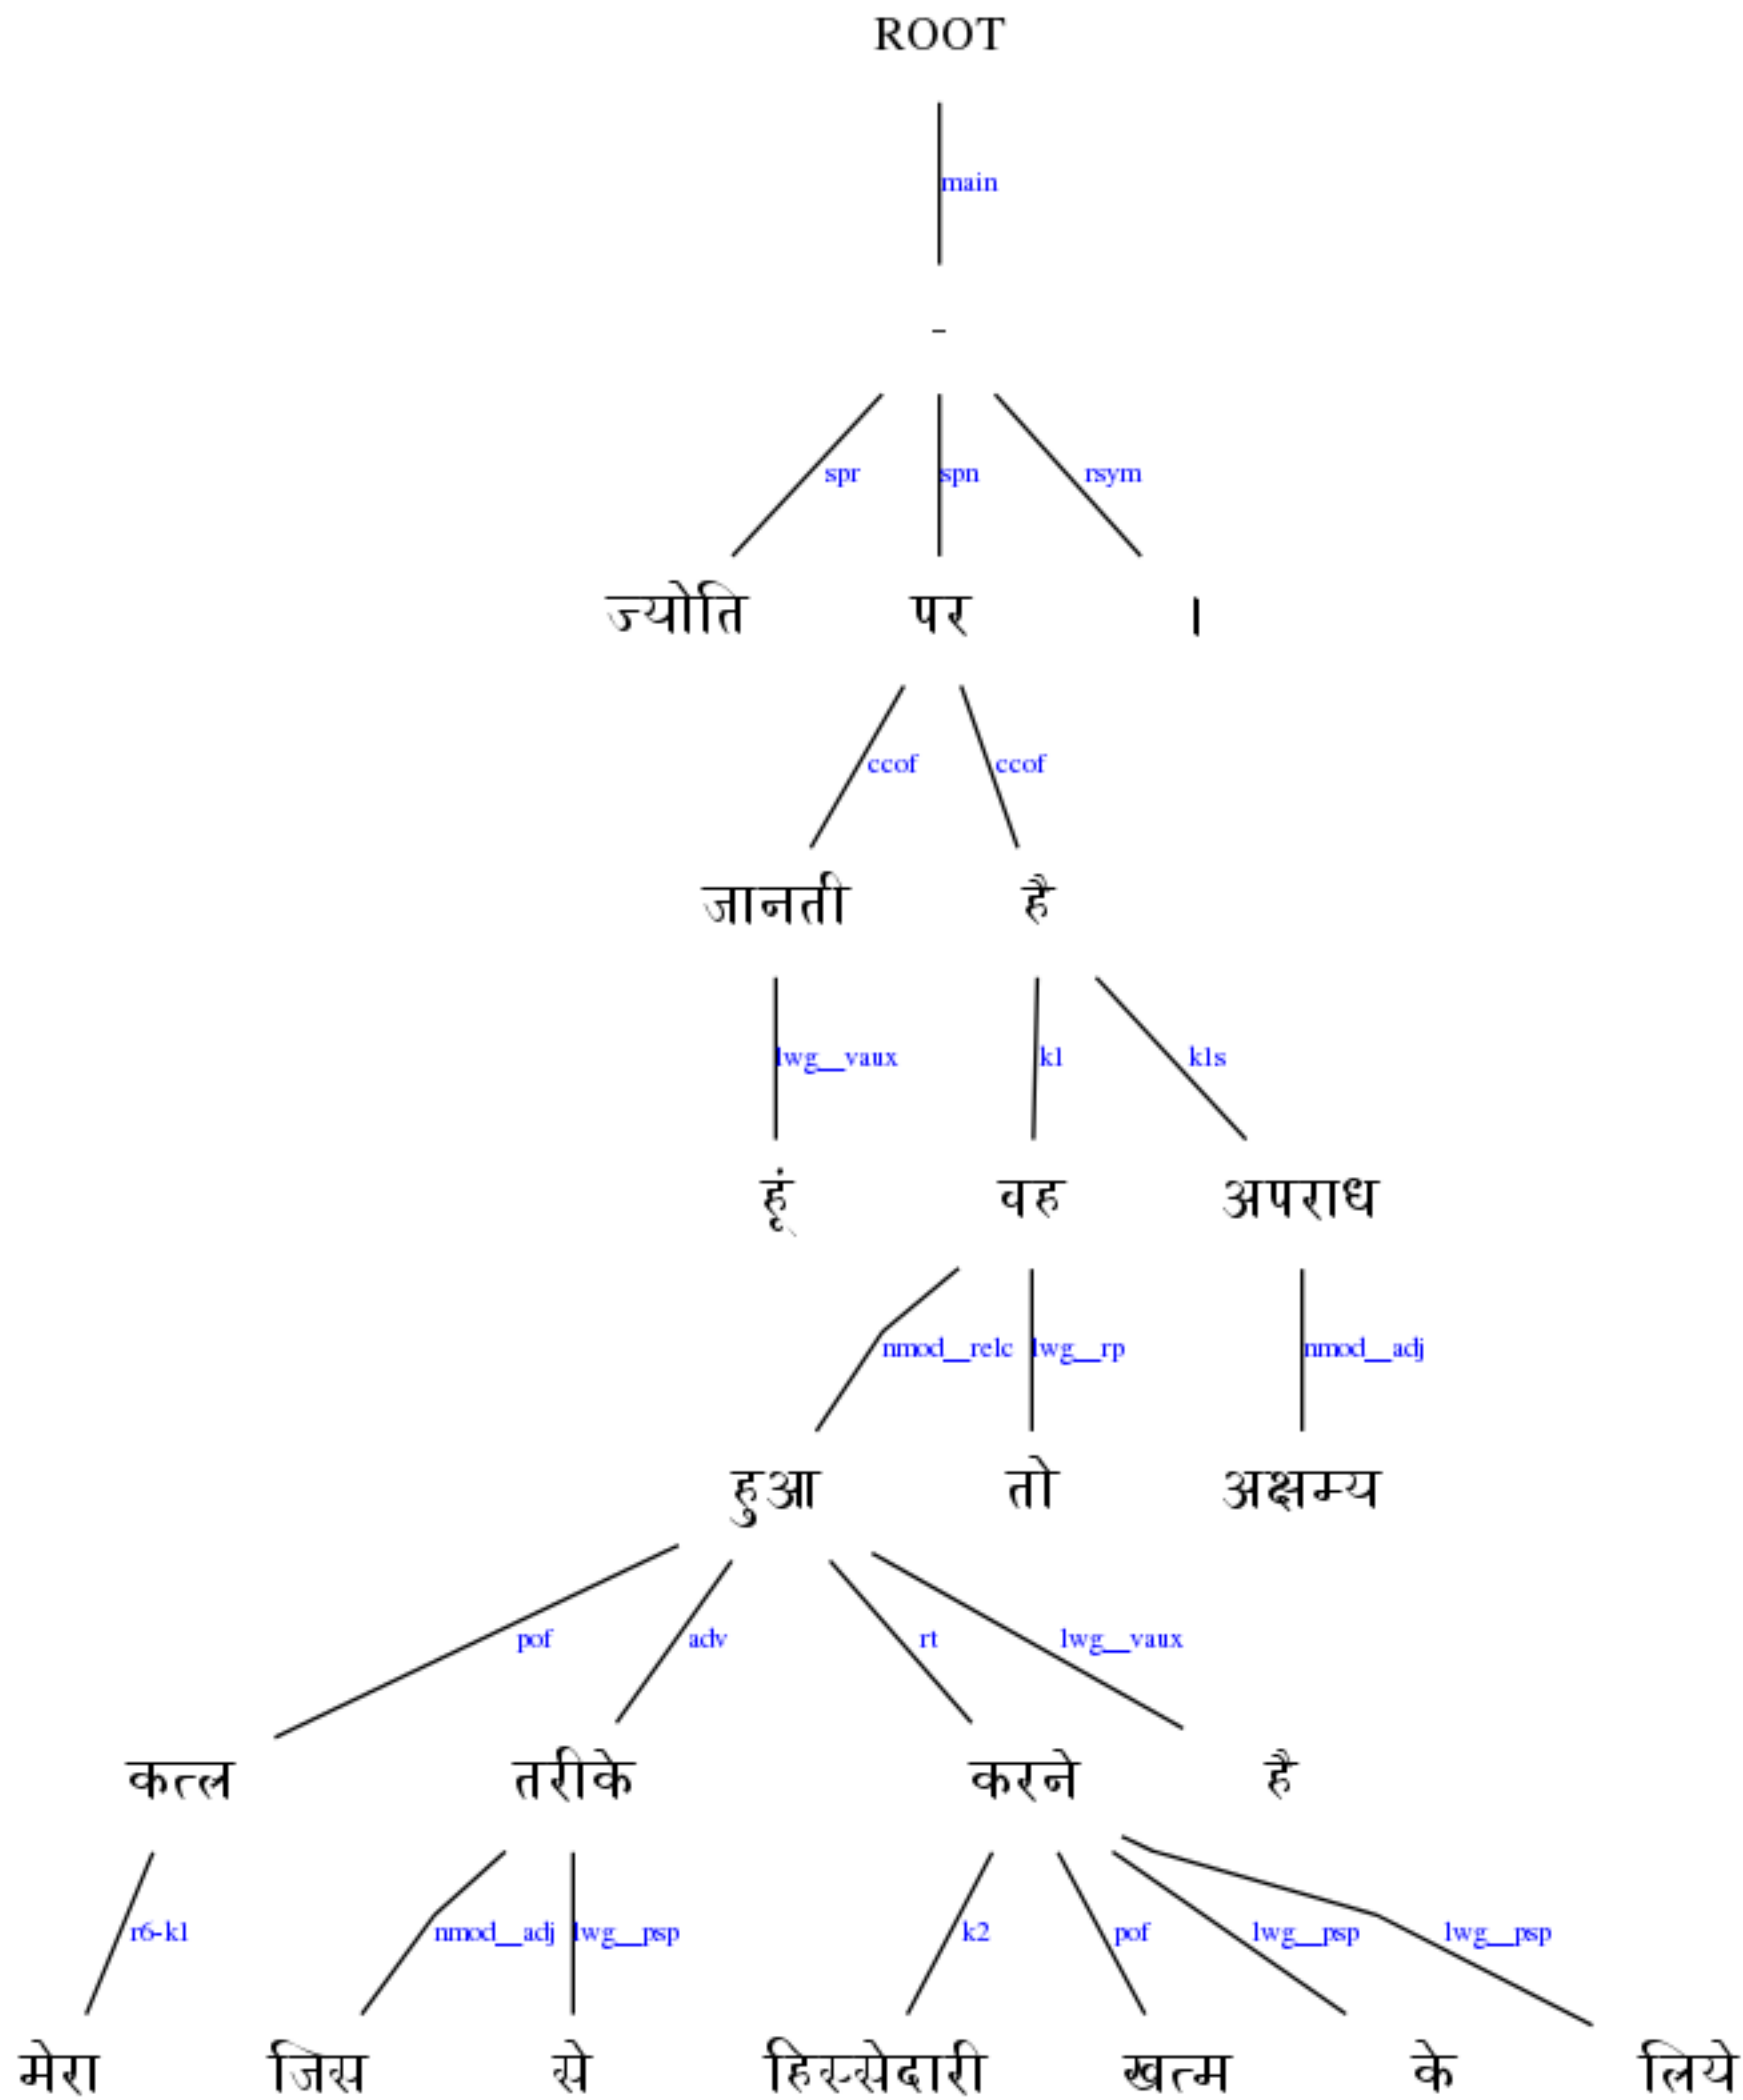 ROOT
main
-
spr spn rsym
ज्योति पर ।
ccof ccof
जानती है
lwg__vaux k1 k1s
हूं वह अपराध
nmod__relc lwg__rp nmod__adj
हुआ तो अक्षम्य
pof adv rt lwg__vaux
कत्ल तरीके करने है
r6-k1 nmod__adj lwg__psp k2 pof lwg__psp lwg__psp
मेरा जिस से हिस्सेदारी खत्म के लिये